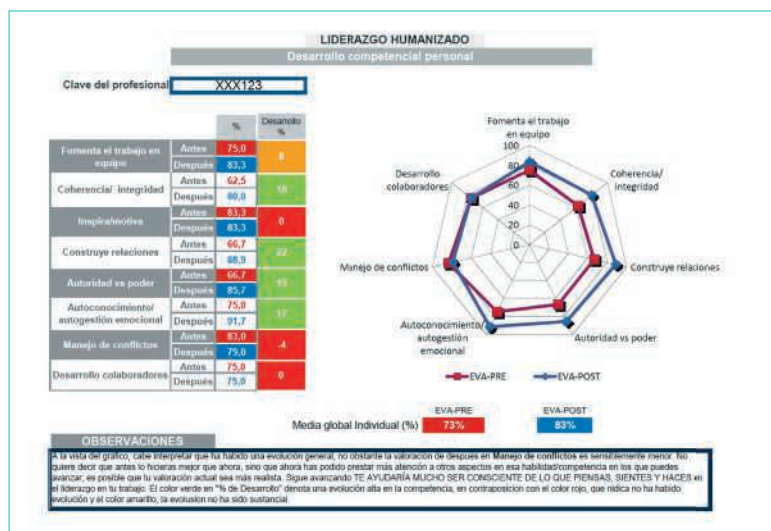 LIDERAZGO HUMANIZADO
Desarrollo competencial personal
Clave del profesional XXX123
% Desarrollo %
Fomenta el trabajo en equipo Antes 75,0 8
Después 83,3
Coherencia/ integridad Antes 62,5 18
Después 80,0
Inspira/motiva Antes 83,3 0
Después 83,3
Construye relaciones Antes 66,7 22
Después 88,9
Autoridad vs poder Antes 66,7 19
Después 85,7
Autoconocimiento/ autogestión emocional Antes 75,0 17
Después 91,7
Manejo de conflictos Antes 83,0 -4
Después 79,0
Desarrollo colaboradores Antes 75,0 0
Después 75,0
Fomenta el trabajo
en equipo
100
80
60
40
20
0
Coherencia/
integridad
Construye relaciones
Autoridad vs poder
Autoconocimiento/
autogestión
emocional
Manejo de conflictos
Desarrollo
colaboradores
EVA-PRE EVA-POST
EVA-PRE EVA-POST
Media global Individual (%) 73% 83%
OBSERVACIONES
A la vista del gráfico, cabe interpretar que ha habido una evolución general, no obstante la valoración de despues en Manejo de conflictos es sensiblemente menor. No
quiere decir que antes lo hicieras mejor que ahora, sino que ahora has podido prestar más atención a otros aspectos en esa habilidad/competencia en los que puedes
avanzar, es posible que tu valoración actual sea más realista. Sigue avanzando TE AYUDARÍA MUCHO SER CONSCIENTE DE LO QUE PIENSAS, SIENTES Y HACES en
el liderazgo en tu trabajo. El color verde en "% de Desarrollo" denota una evolución alta en la competencia, en contraposicion con el color rojo, que nidica no ha habido
evolución y el color amarillo, la evolusion no ha sido sustancial.